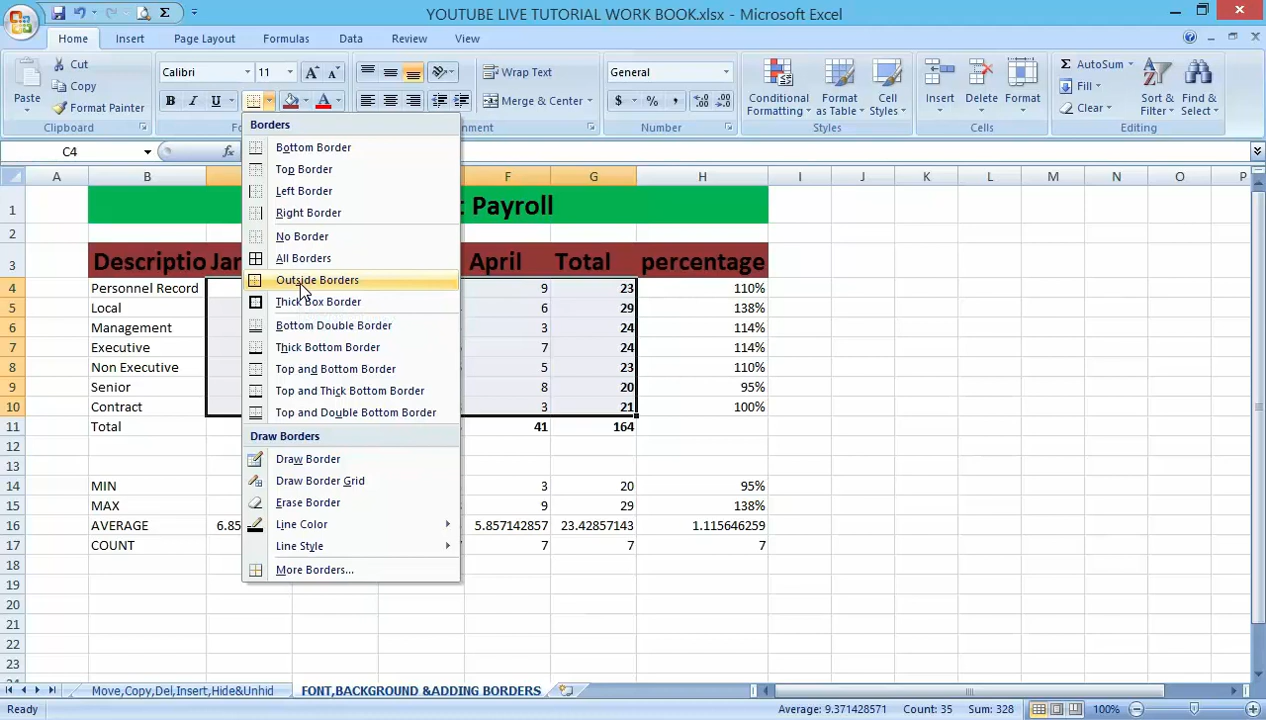 YOUTUBE LIVE TUTORIAL WORK BOOK.xlsx - Microsoft Excel
Home Insert Page Layout Formulas Data Review View
Cut
Copy
Format Painter
Paste
Clipboard
Calibri 11
B I U A A A
Wrap Text
Merge & Center
General
$ % ,
Number
Conditional Formatting
Format as Table
Cell Styles
Styles
Insert Delete Format
Cells
Σ AutoSum
Fill
Clear
Sort & Filter
Find & Select
Editing
C4 fx
A B F G H I J K L M N O P
1 Payroll
2
3 Descriptio Jar April Total percentage
4 Personnel Record 9 23 110%
5 Local 6 29 138%
6 Management 3 24 114%
7 Executive 7 24 114%
8 Non Executive 5 23 110%
9 Senior 8 20 95%
10 Contract 3 21 100%
11 Total 41 164
12
13
14 MIN 3 20 95%
15 MAX 9 29 138%
16 AVERAGE 6.85 5.857142857 23.42857143 1.115646259
17 COUNT 7 7 7
18
19
20
21
22
23
Borders
Bottom Border
Top Border
Left Border
Right Border
No Border
All Borders
Outside Borders
Thick Box Border
Bottom Double Border
Thick Bottom Border
Top and Bottom Border
Top and Thick Bottom Border
Top and Double Bottom Border
Draw Borders
Draw Border
Draw Border Grid
Erase Border
Line Color
Line Style
More Borders...
Move,Copy,Del,Insert,Hide&Unhid FONT,BACKGROUND &ADDING BORDERS
Ready Average: 9.371428571 Count: 35 Sum: 328 100%